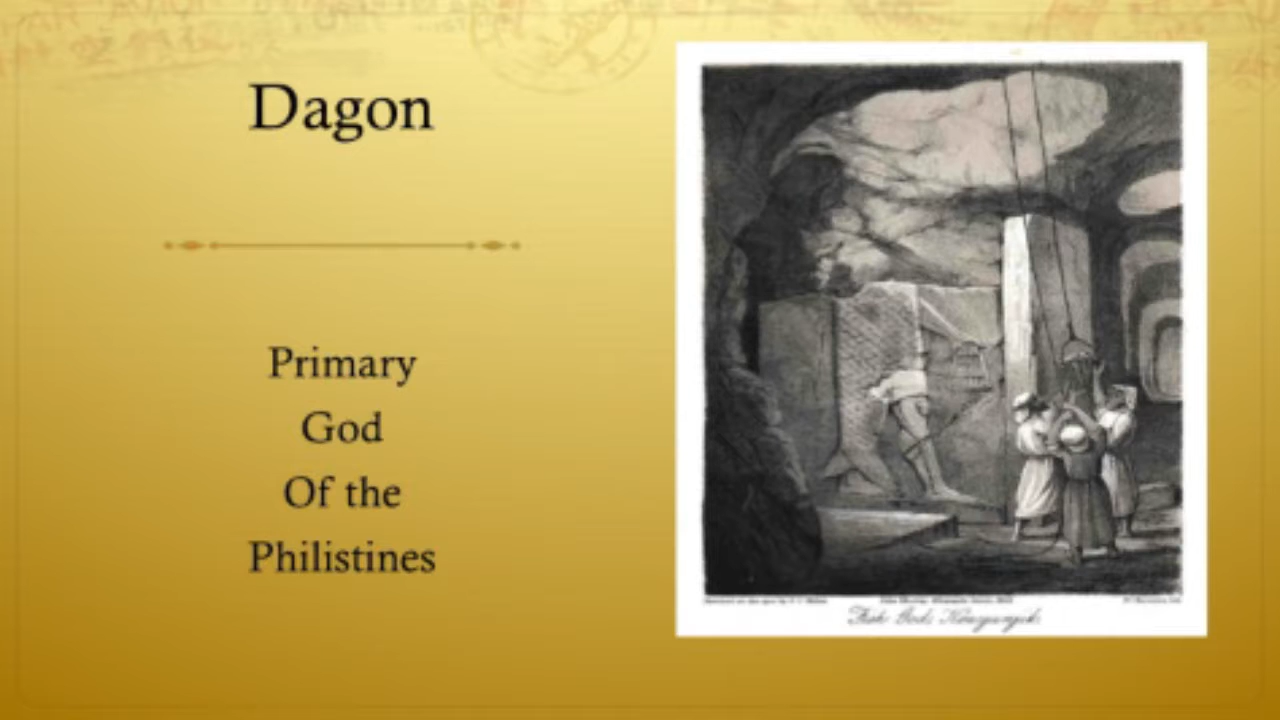 Dagon
Primary
God
Of the
Philistines
Fish God, Kouyunjik.